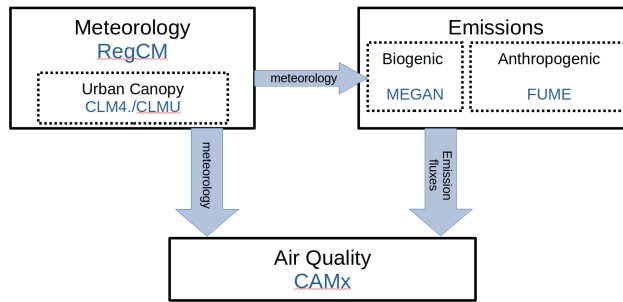 Meteorology
RegCM
Urban Canopy
CLM4./CLMU
meteorology
Emissions
Biogenic
MEGAN
Anthropogenic
FUME
meteorology
Emission
fluxes
Air Quality
CAMx